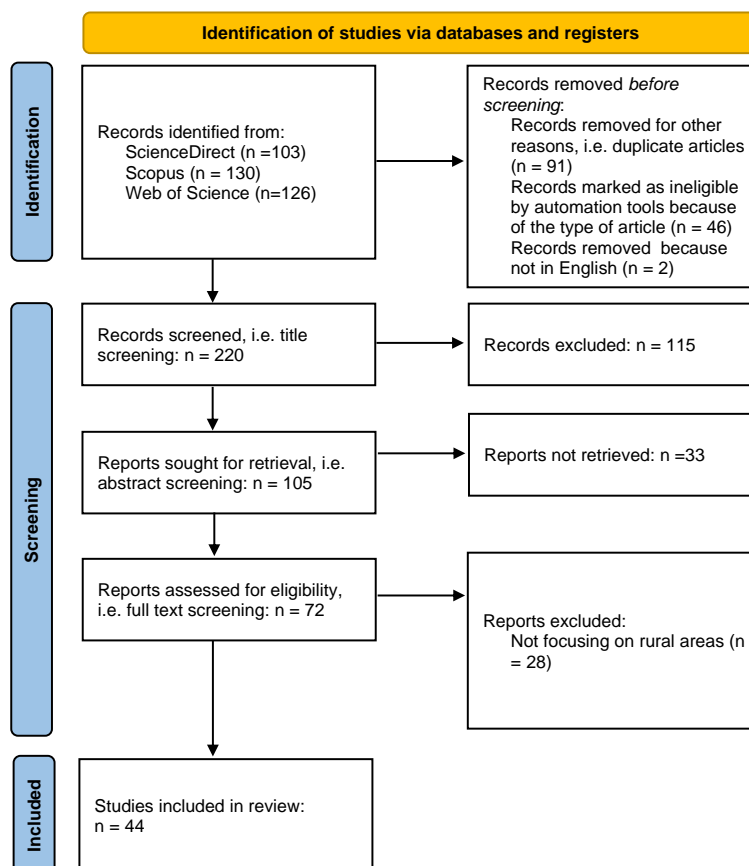 Identification of studies via databases and registers
Identification
Records identified from:
ScienceDirect (n =103)
Scopus (n = 130)
Web of Science (n=126)
Records removed before
screening:
Records removed for other
reasons, i.e. duplicate articles
(n = 91)
Records marked as ineligible
by automation tools because
of the type of article (n = 46)
Records removed because
not in English (n = 2)
Screening
Records screened, i.e. title
screening: n = 220
Records excluded: n = 115
Reports sought for retrieval, i.e.
abstract screening: n = 105
Reports not retrieved: n =33
Reports assessed for eligibility,
i.e. full text screening: n = 72
Reports excluded:
Not focusing on rural areas (n
= 28)
Included
Studies included in review:
n = 44